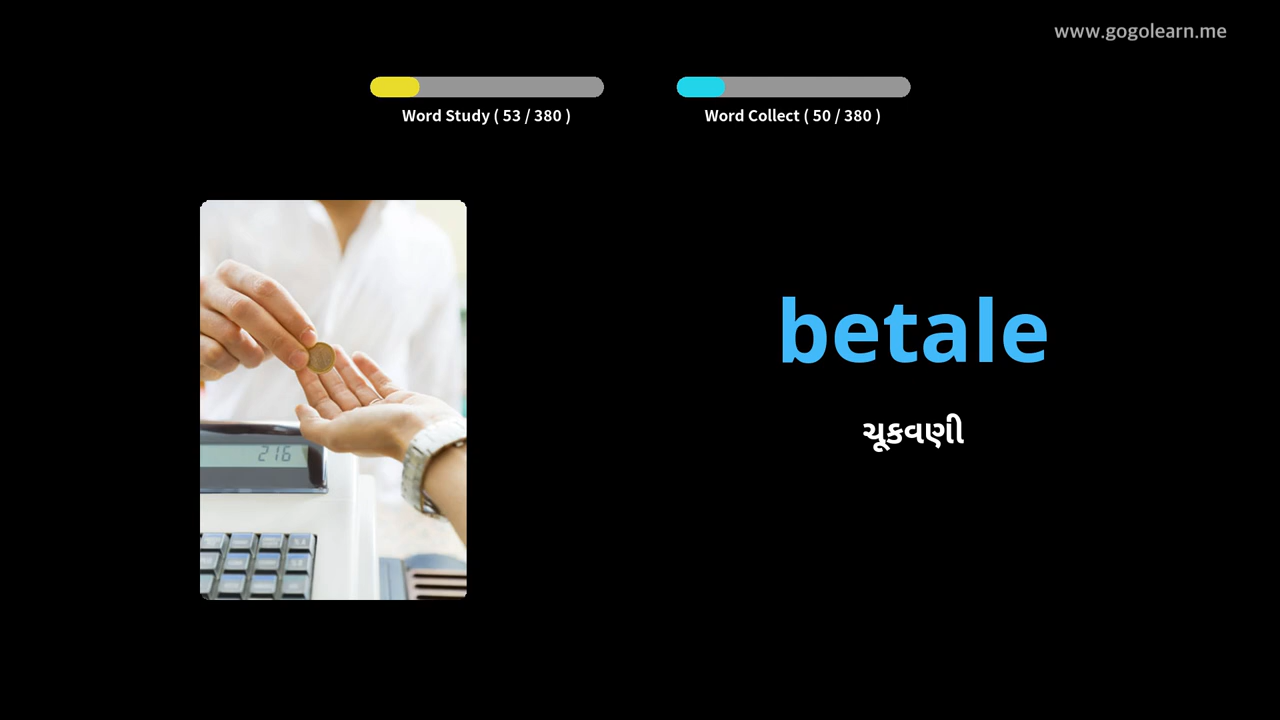 www.gogolearn.me
Word Study ( 53 / 380 )
Word Collect ( 50 / 380 )
betale
ચૂકવણી
216